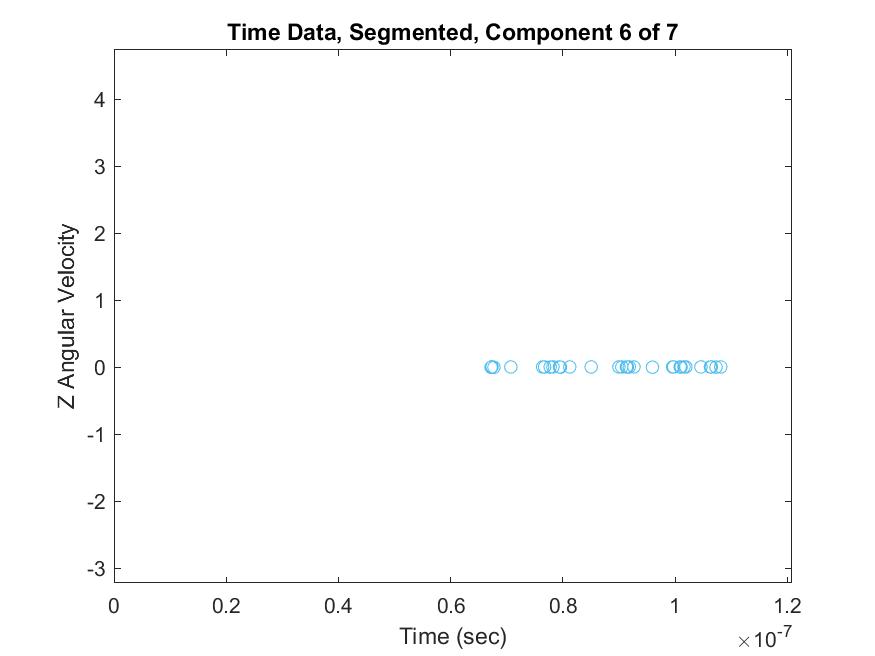 Time Data, Segmented, Component 6 of 7
4
3
2
1
0
-1
-2
-3
Z Angular Velocity
0 0.2 0.4 0.6 0.8 1 1.2
Time (sec)
×10-7